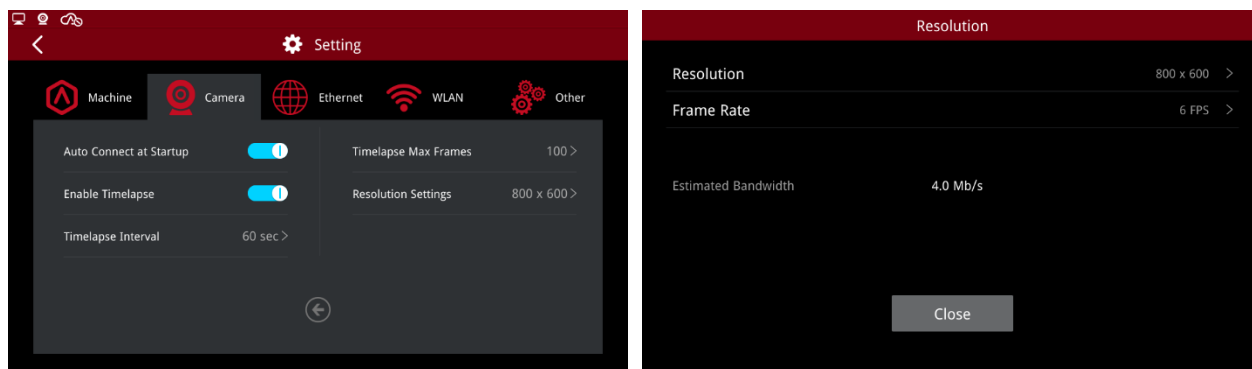 Setting
Machine
Camera
Ethernet
WLAN
Other
Auto Connect at Startup
Enable Timelapse
Timelapse Interval 60 sec >
Timelapse Max Frames 100 >
Resolution Settings 800 x 600 >
Resolution
Resolution 800 x 600 >
Frame Rate 6 FPS >
Estimated Bandwidth 4.0 Mb/s
Close